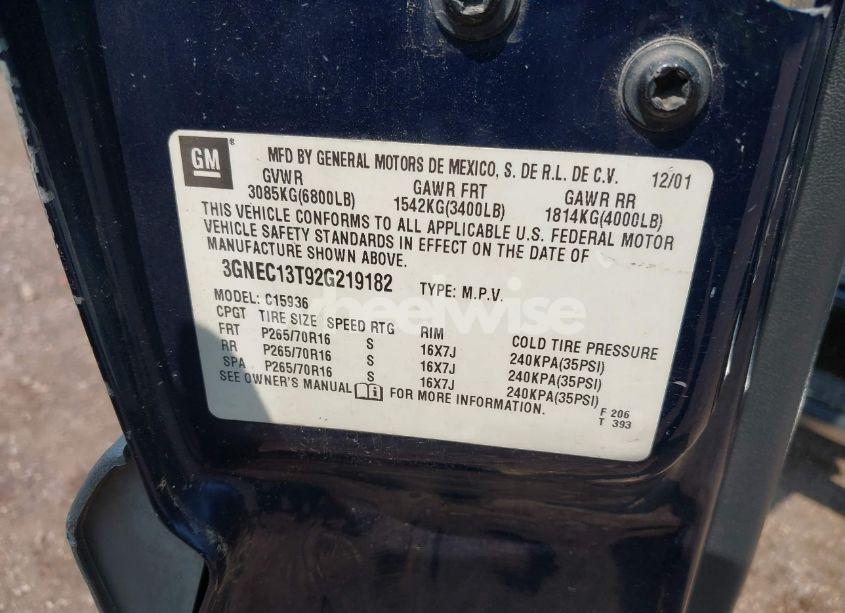 GM®
MFD BY GENERAL MOTORS DE MEXICO, S. DE R.L. DE C.V. 12/01
GVWR GAWR FRT GAWR RR
3085KG(6800LB) 1542KG(3400LB) 1814KG(4000LB)
THIS VEHICLE CONFORMS TO ALL APPLICABLE U.S. FEDERAL MOTOR
VEHICLE SAFETY STANDARDS IN EFFECT ON THE DATE OF
MANUFACTURE SHOWN ABOVE.
3GNEC13T92G219182 TYPE: M.P.V.
MODEL: C15936
CPGT TIRE SIZE SPEED RTG RIM COLD TIRE PRESSURE
FRT P265/70R16 S 16X7J 240KPA(35PSI)
RR P265/70R16 S 16X7J 240KPA(35PSI)
SPA P265/70R16 S 16X7J 240KPA(35PSI)
SEE OWNER'S MANUAL FOR MORE INFORMATION.
F 206
T 393
wheelwise